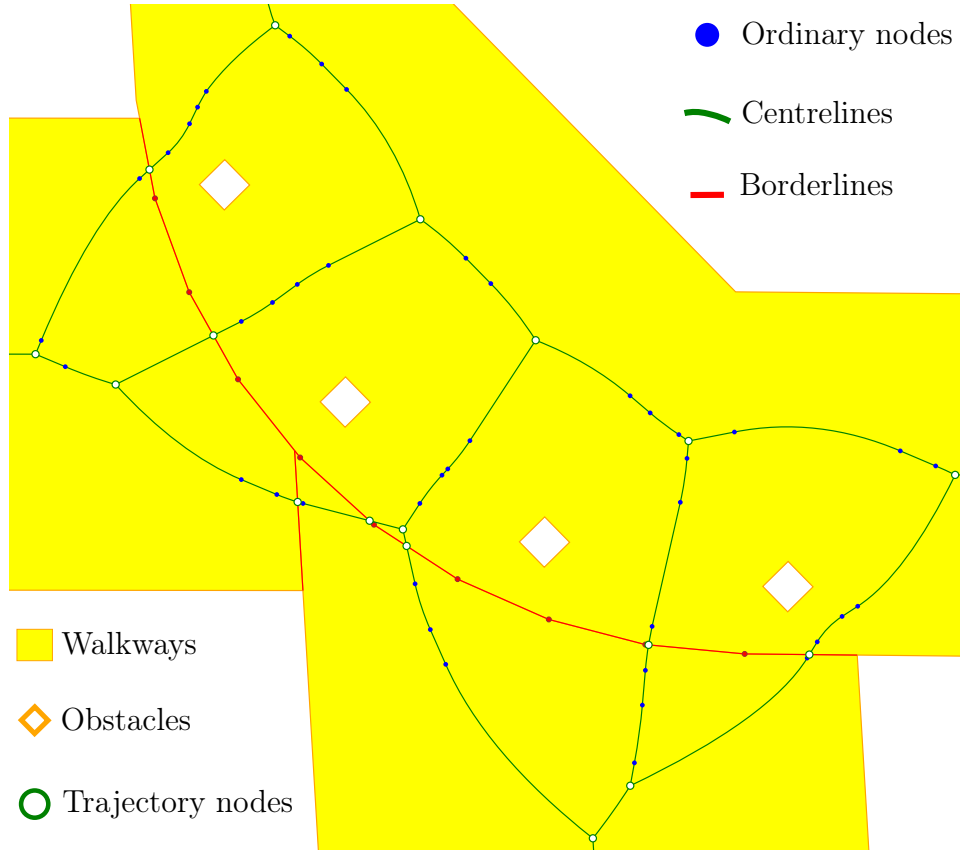 Ordinary nodes
Centrelines
Borderlines
Walkways
Obstacles
Trajectory nodes